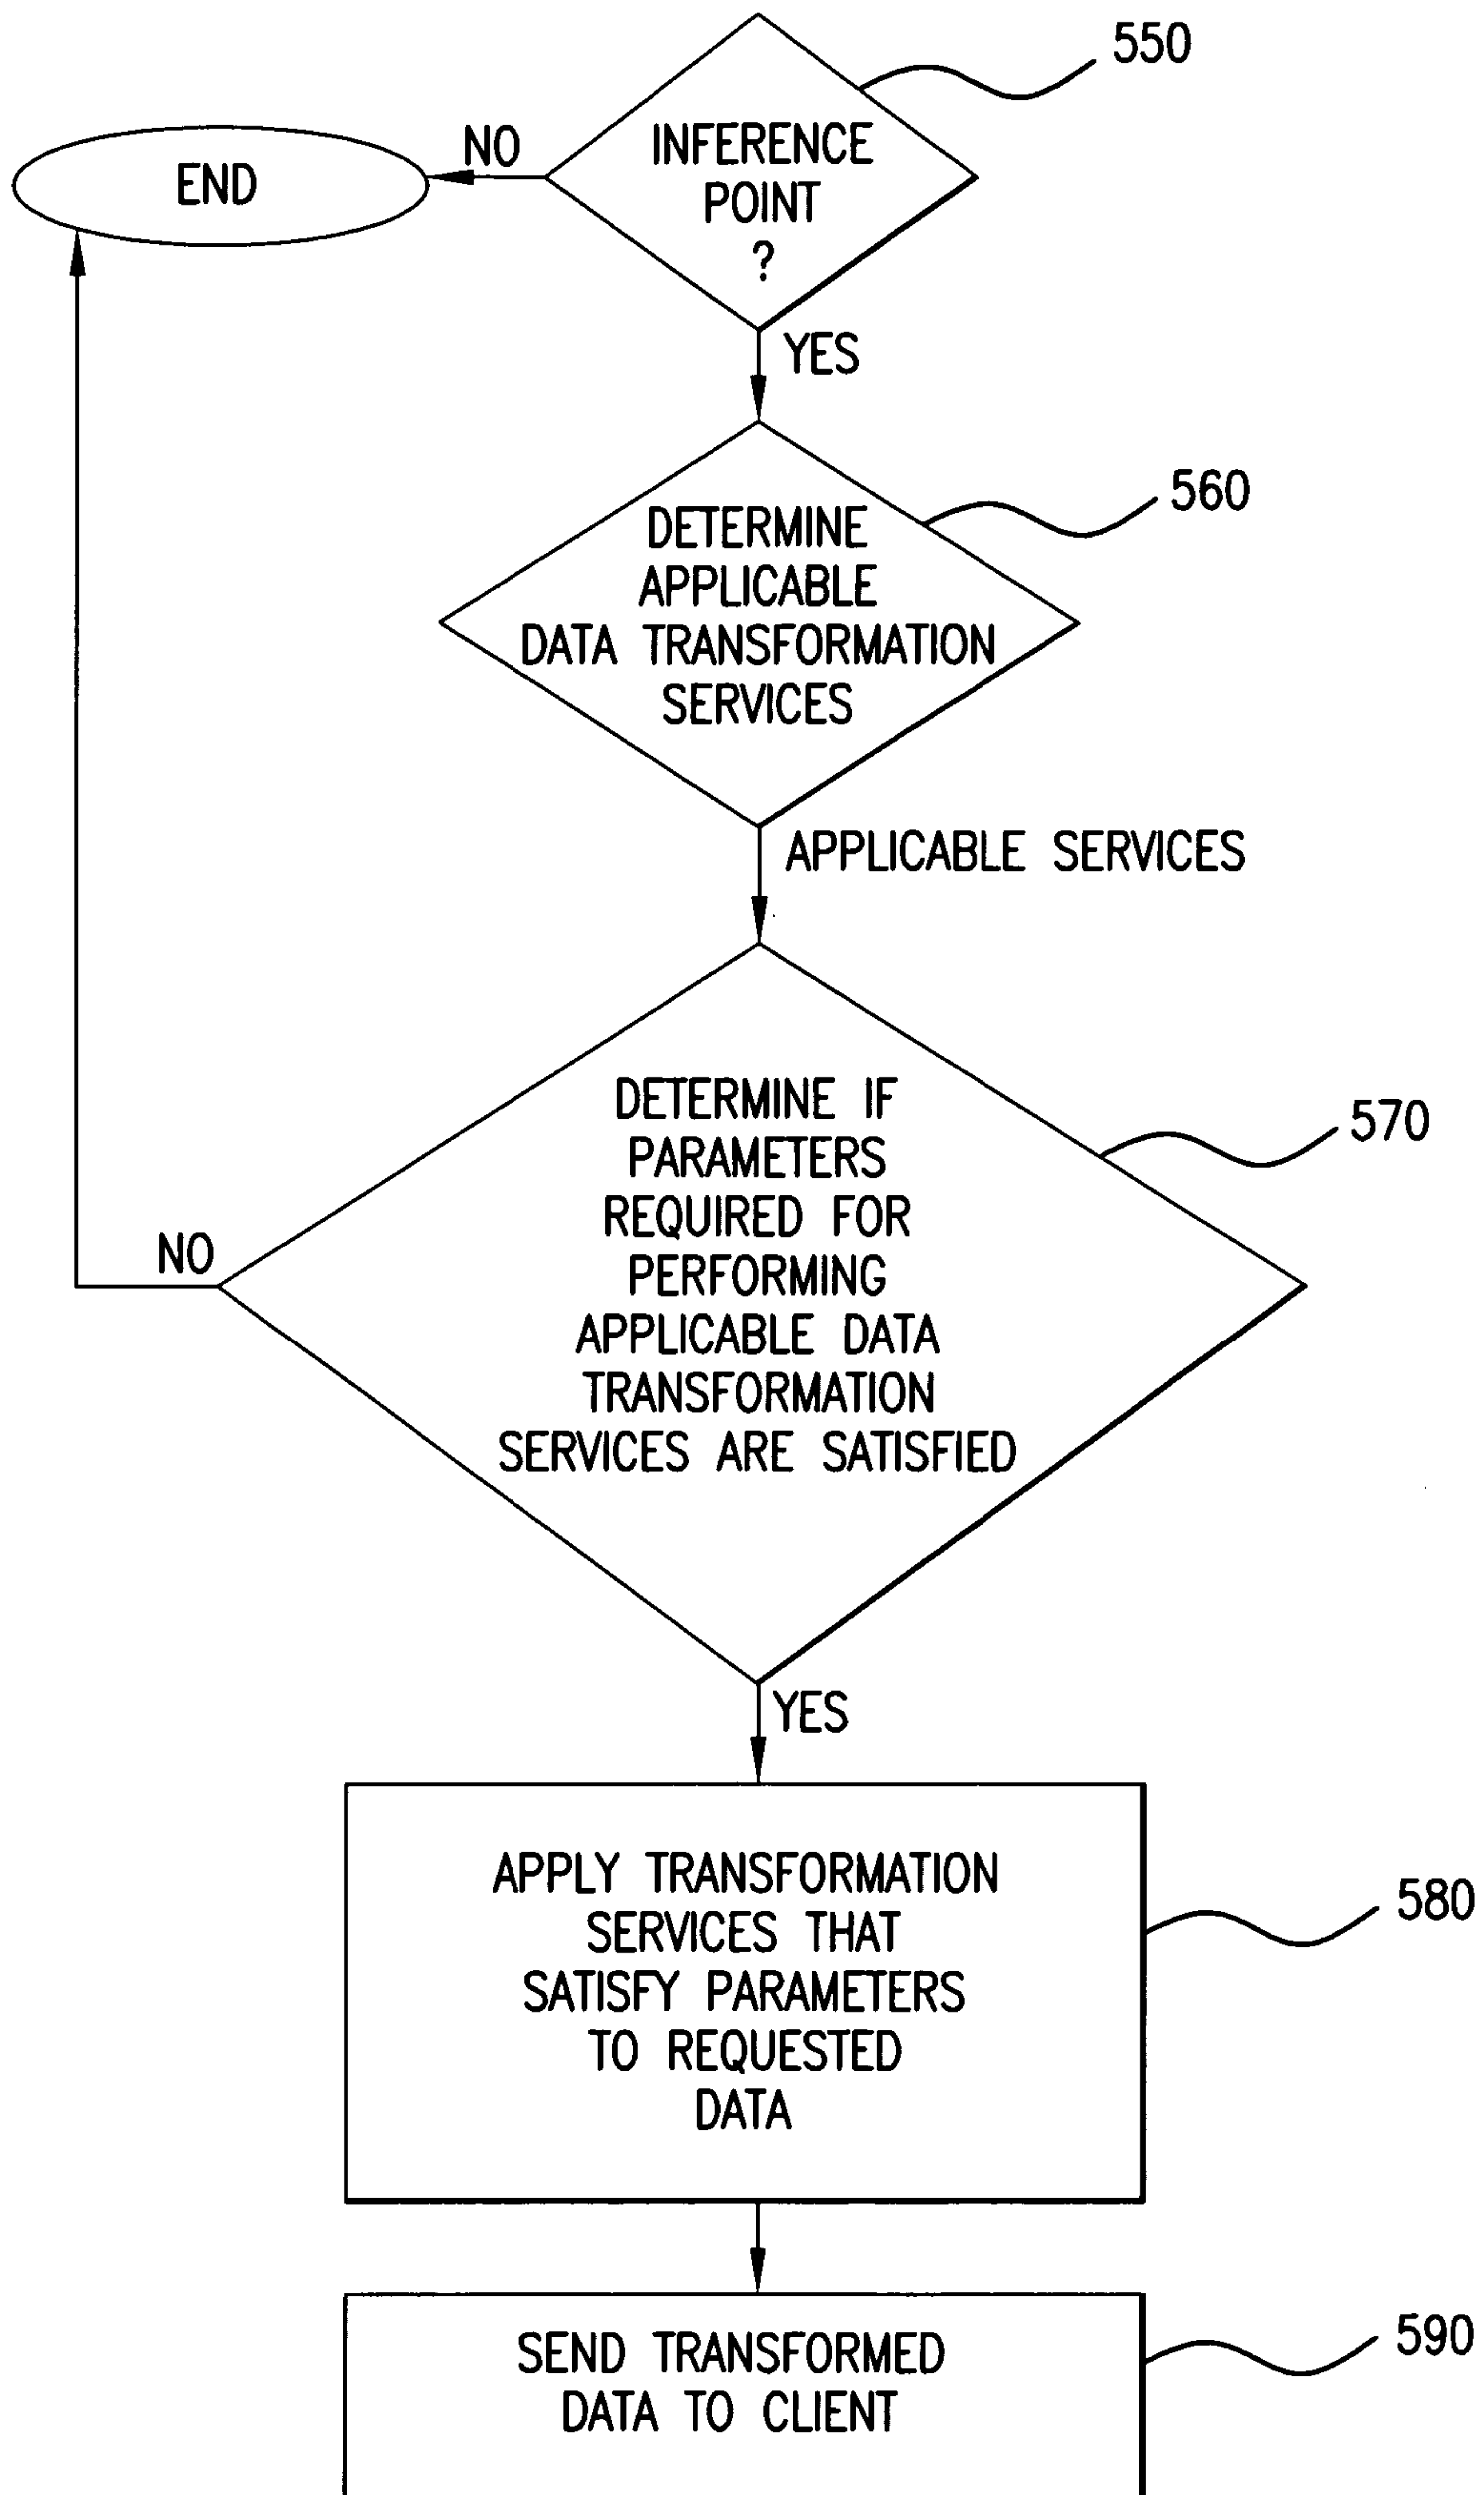 550
INFERENCE
POINT
?
NO
END
YES
560
DETERMINE
APPLICABLE
DATA TRANSFORMATION
SERVICES
APPLICABLE SERVICES
570
DETERMINE IF
PARAMETERS
REQUIRED FOR
PERFORMING
APPLICABLE DATA
TRANSFORMATION
SERVICES ARE SATISFIED
NO
YES
580
APPLY TRANSFORMATION
SERVICES THAT
SATISFY PARAMETERS
TO REQUESTED
DATA
590
SEND TRANSFORMED
DATA TO CLIENT